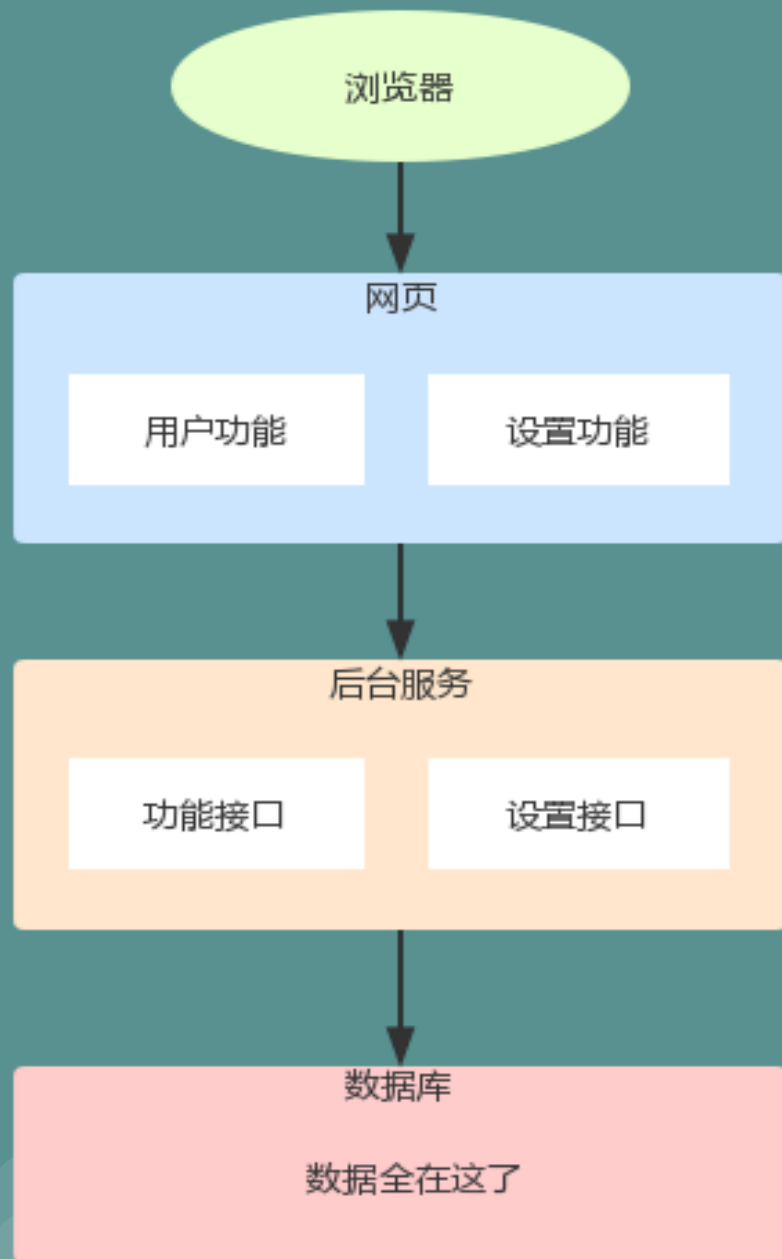 浏览器
网页
用户功能 设置功能
后台服务
功能接口 设置接口
数据库
数据全在这了